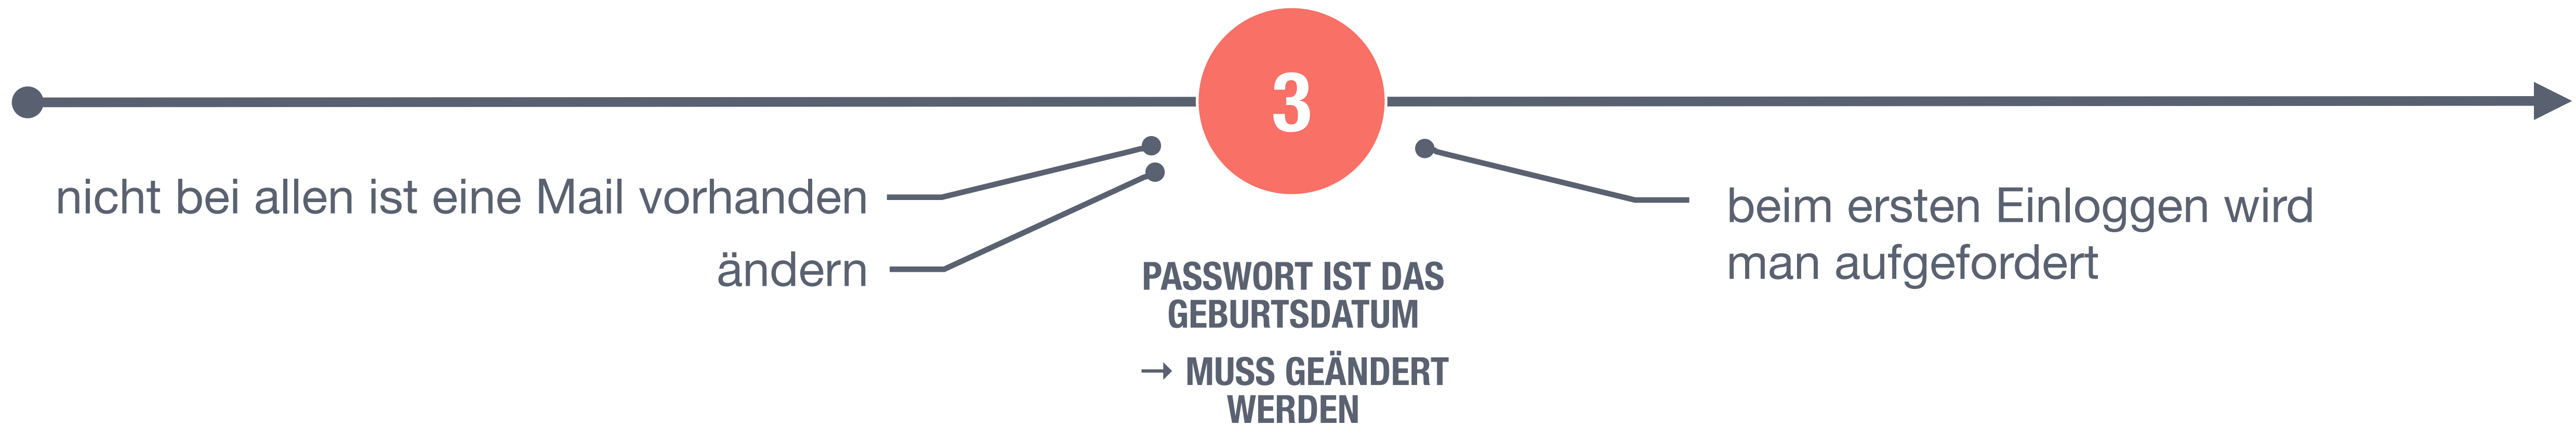 3
nicht bei allen ist eine Mail vorhanden
ändern
beim ersten Einloggen wird
man aufgefordert
PASSWORT IST DAS
GEBURTSDATUM
→ MUSS GEÄNDERT
WERDEN